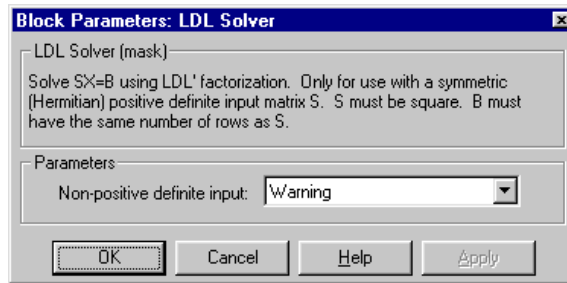 Block Parameters: LDL Solver
LDL Solver (mask)
Solve SX=B using LDL' factorization. Only for use with a symmetric
(Hermitian) positive definite input matrix S. S must be square. B must
have the same number of rows as S.
Parameters
Non-positive definite input: Warning
OK Cancel Help Apply